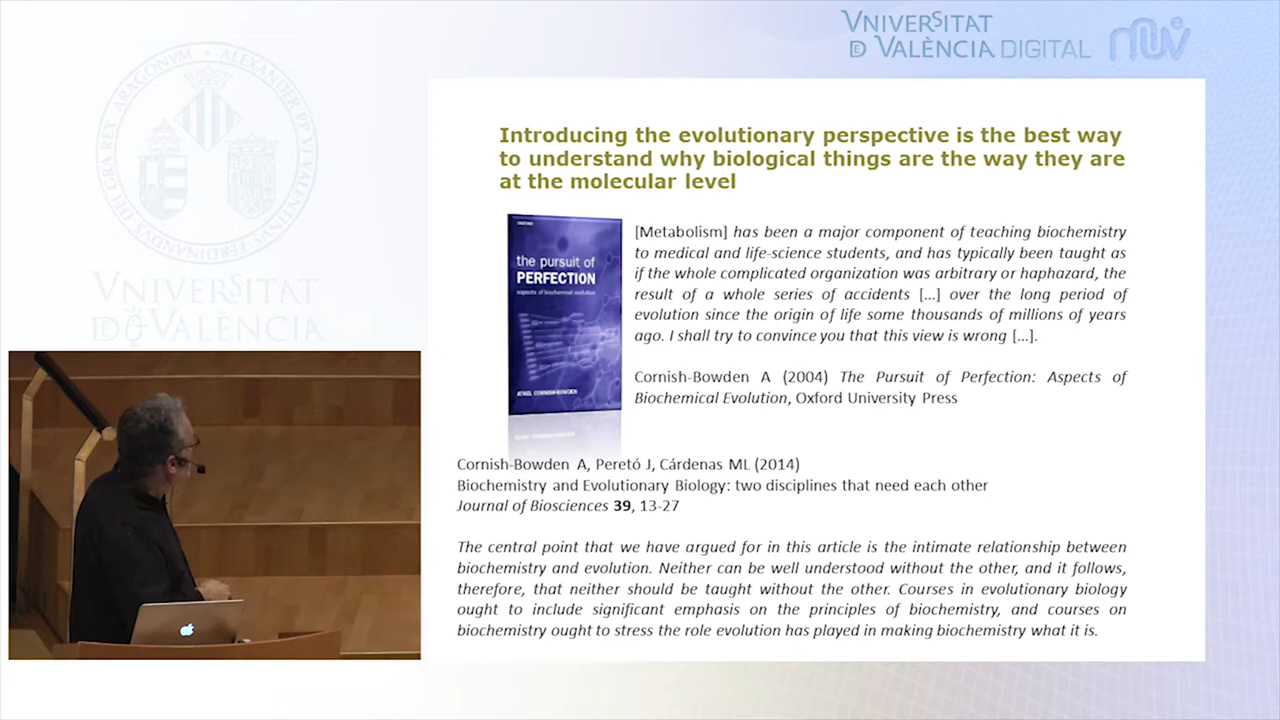 VNIVERSITAT
DE VALÈNCIA DIGITAL
Introducing the evolutionary perspective is the best way
to understand why biological things are the way they are
at the molecular level
the pursuit of
PERFECTION
aspects of biochemical evolution
ATHEL CORNISH-BOWDEN
[Metabolism] has been a major component of teaching biochemistry
to medical and life-science students, and has typically been taught as
if the whole complicated organization was arbitrary or haphazard, the
result of a whole series of accidents [...] over the long period of
evolution since the origin of life some thousands of millions of years
ago. I shall try to convince you that this view is wrong [...].
Cornish-Bowden A (2004) The Pursuit of Perfection: Aspects of
Biochemical Evolution, Oxford University Press
Cornish-Bowden A, Peretó J, Cárdenas ML (2014)
Biochemistry and Evolutionary Biology: two disciplines that need each other
Journal of Biosciences 39, 13-27
The central point that we have argued for in this article is the intimate relationship between
biochemistry and evolution. Neither can be well understood without the other, and it follows,
therefore, that neither should be taught without the other. Courses in evolutionary biology
ought to include significant emphasis on the principles of biochemistry, and courses on
biochemistry ought to stress the role evolution has played in making biochemistry what it is.
VNIVERSITAT
DE VALÈNCIA